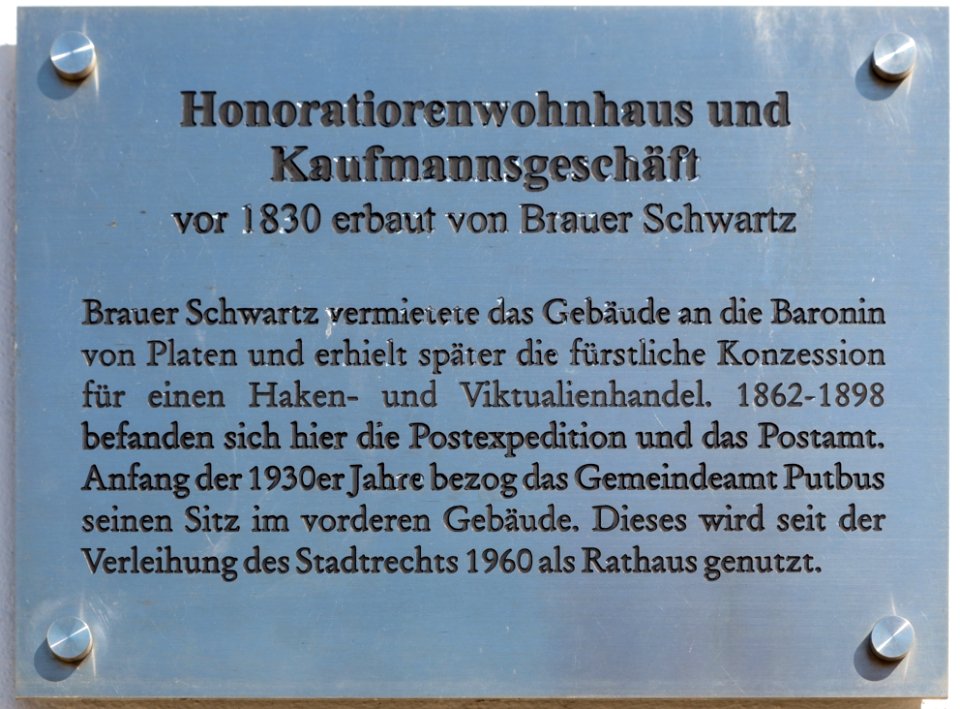 Honoratiorenwohnhaus und
Kaufmannsgeschäft
vor 1830 erbaut von Brauer Schwartz
Brauer Schwartz vermietete das Gebäude an die Baronin
von Platen und erhielt später die fürstliche Konzession
für einen Haken- und Viktualienhandel. 1862-1898
befanden sich hier die Postexpedition und das Postamt.
Anfang der 1930er Jahre bezog das Gemeindeamt Putbus
seinen Sitz im vorderen Gebäude. Dieses wird seit der
Verleihung des Stadtrechts 1960 als Rathaus genutzt.